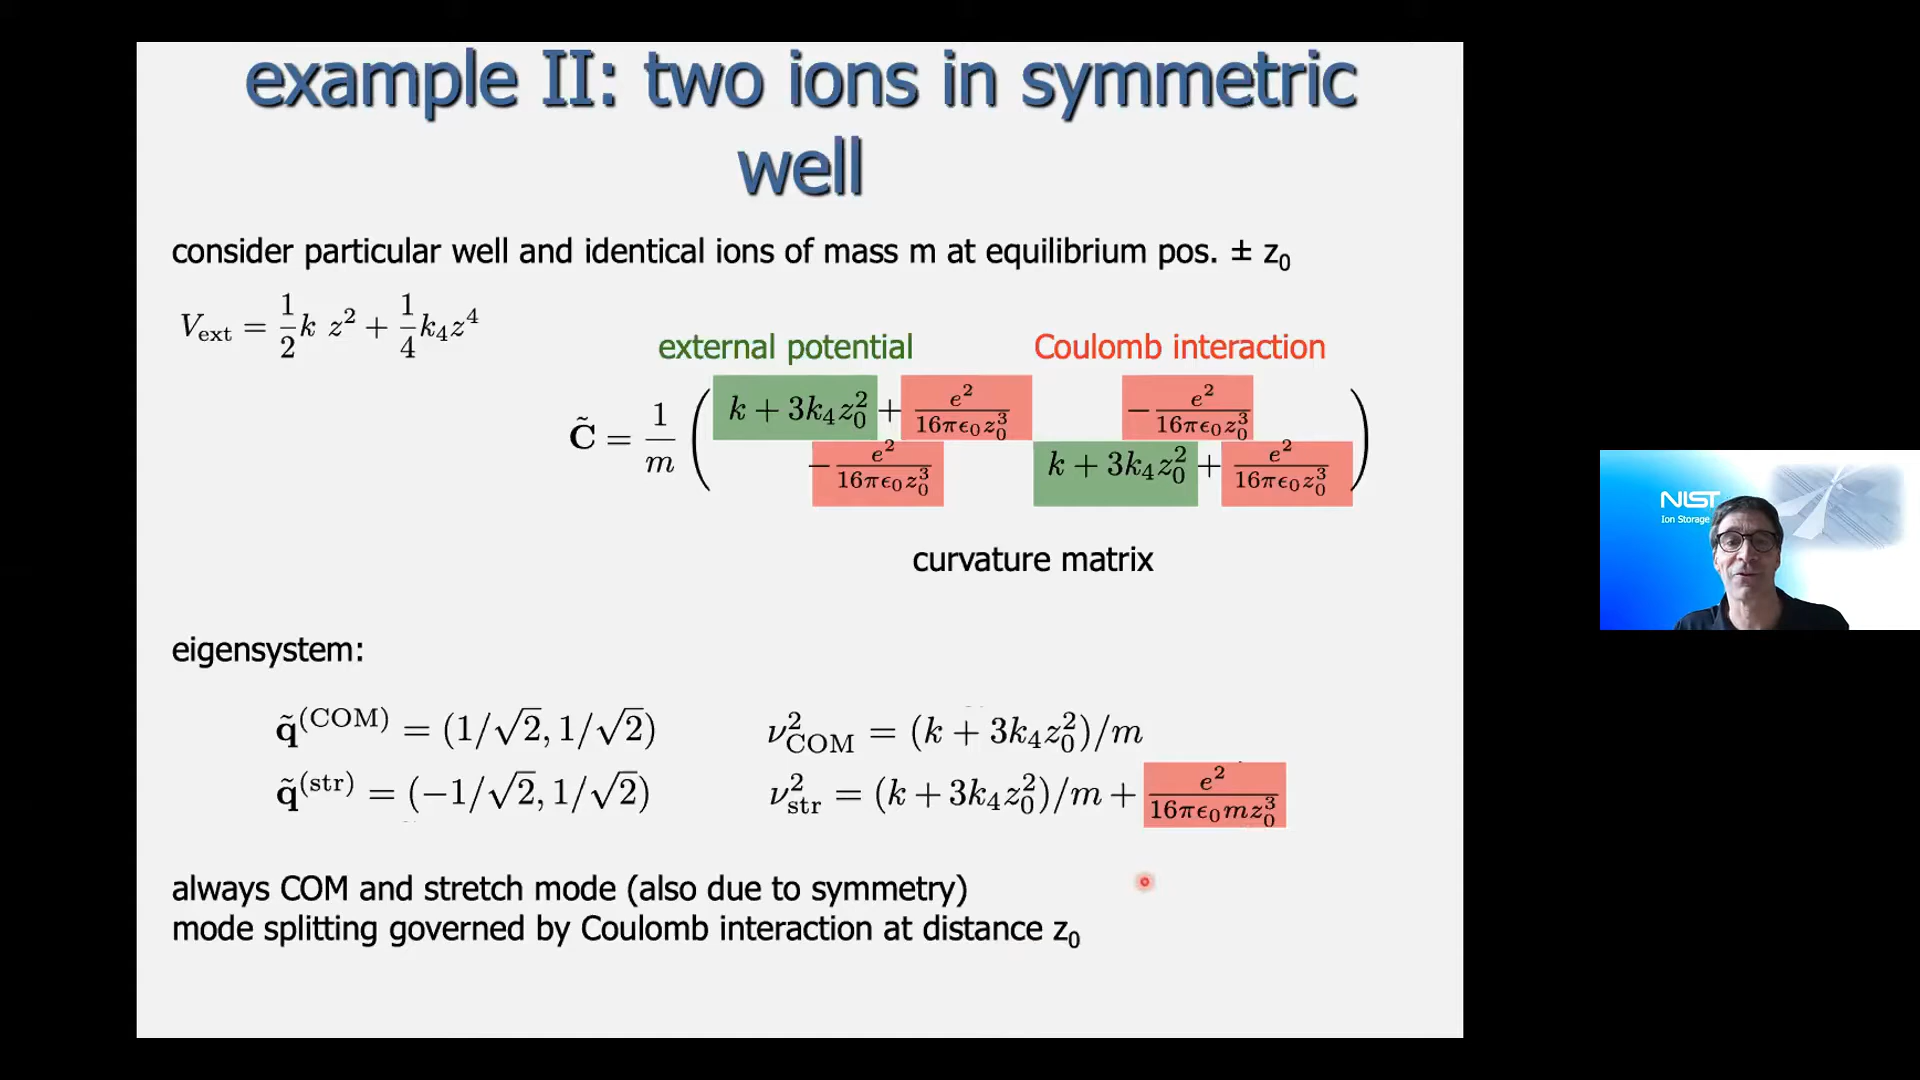 example II: two ions in symmetric
well
consider particular well and identical ions of mass m at equilibrium pos. ± z₀
V_ext = 1/2 k z² + 1/4 k₄z⁴
external potential
Coulomb interaction
C̃ = 1/m ( k + 3k₄z₀² + e²/16πϵ₀z₀³   − e²/16πϵ₀z₀³
− e²/16πϵ₀z₀³   k + 3k₄z₀² + e²/16πϵ₀z₀³ )
curvature matrix
NIST
Ion Storage
eigensystem:
q̃^(COM) = (1/√2, 1/√2)   ν²_COM = (k + 3k₄z₀²)/m
q̃^(str) = (−1/√2, 1/√2)   ν²_str = (k + 3k₄z₀²)/m + e²/16πϵ₀mz₀³
always COM and stretch mode (also due to symmetry)
mode splitting governed by Coulomb interaction at distance z₀